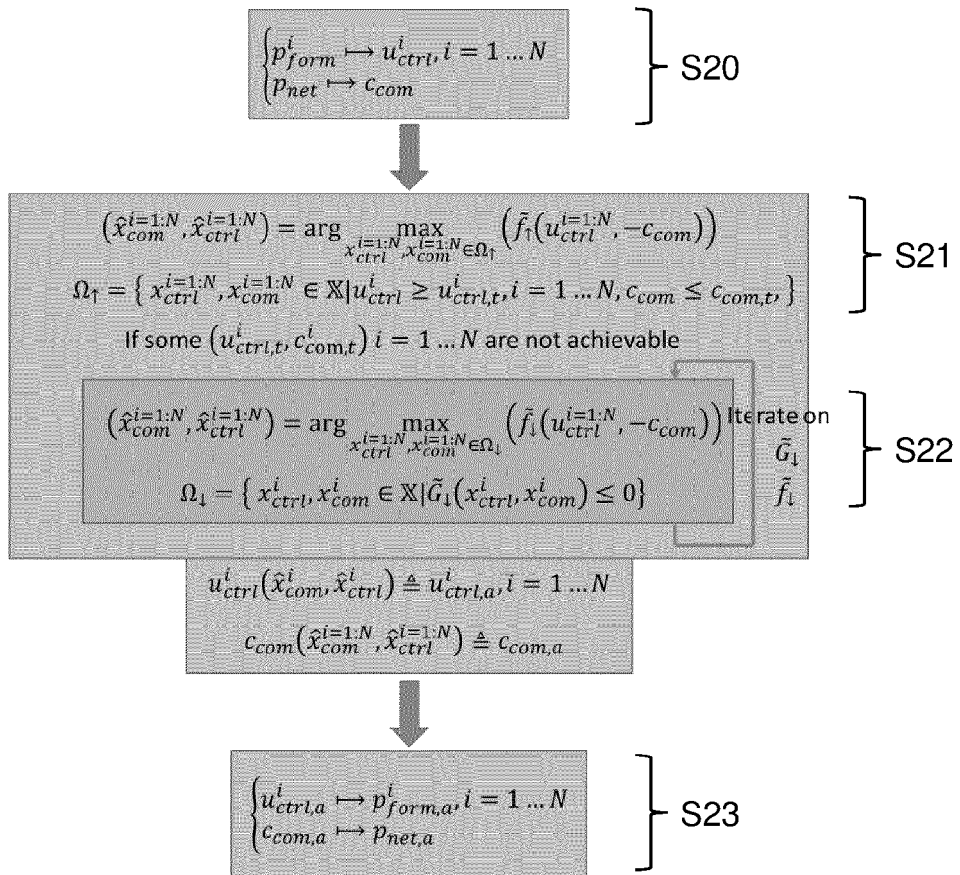 {p^i_form ↦ u^i_ctrl, i = 1 … N
{p_net ↦ c_com
S20
(x̂^{i=1:N}_com, x̂^{i=1:N}_ctrl) = arg max_{x^{i=1:N}_ctrl, x^{i=1:N}_com ∈ Ω↑} (f̃↑(u^{i=1:N}_ctrl, −c_com))
Ω↑ = { x^{i=1:N}_ctrl, x^{i=1:N}_com ∈ 𝕏 | u^i_ctrl ≥ u^i_ctrl,t, i = 1 … N, c_com ≤ c_com,t, }
S21
If some (u^i_ctrl,t, c^i_com,t) i = 1 … N are not achievable
(x̂^{i=1:N}_com, x̂^{i=1:N}_ctrl) = arg max_{x^{i=1:N}_ctrl, x^{i=1:N}_com ∈ Ω↓} (f̃↓(u^{i=1:N}_ctrl, −c_com))
Ω↓ = { x^i_ctrl, x^i_com ∈ 𝕏 | G̃↓(x^i_ctrl, x^i_com) ≤ 0}
Iterate on
G̃↓
f̃↓
S22
u^i_ctrl(x̂^i_com, x̂^i_ctrl) ≜ u^i_ctrl,a, i = 1 … N
c_com(x̂^{i=1:N}_com, x̂^{i=1:N}_ctrl) ≜ c_com,a
{u^i_ctrl,a ↦ p^i_form,a, i = 1 … N
{c_com,a ↦ p_net,a
S23